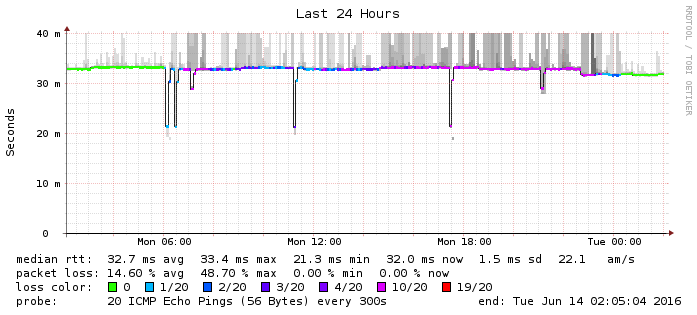 Last 24 Hours
RRDTOOL / TOBI OETIKER
Seconds
40 m
30 m
20 m
10 m
0
Mon 06:00 Mon 12:00 Mon 18:00 Tue 00:00
median rtt: 32.7 ms avg 33.4 ms max 21.3 ms min 32.0 ms now 1.5 ms sd 22.1 am/s
packet loss: 14.60 % avg 48.70 % max 0.00 % min 0.00 % now
loss color: 0 1/20 2/20 3/20 4/20 10/20 19/20
probe: 20 ICMP Echo Pings (56 Bytes) every 300s end: Tue Jun 14 02:05:04 2016